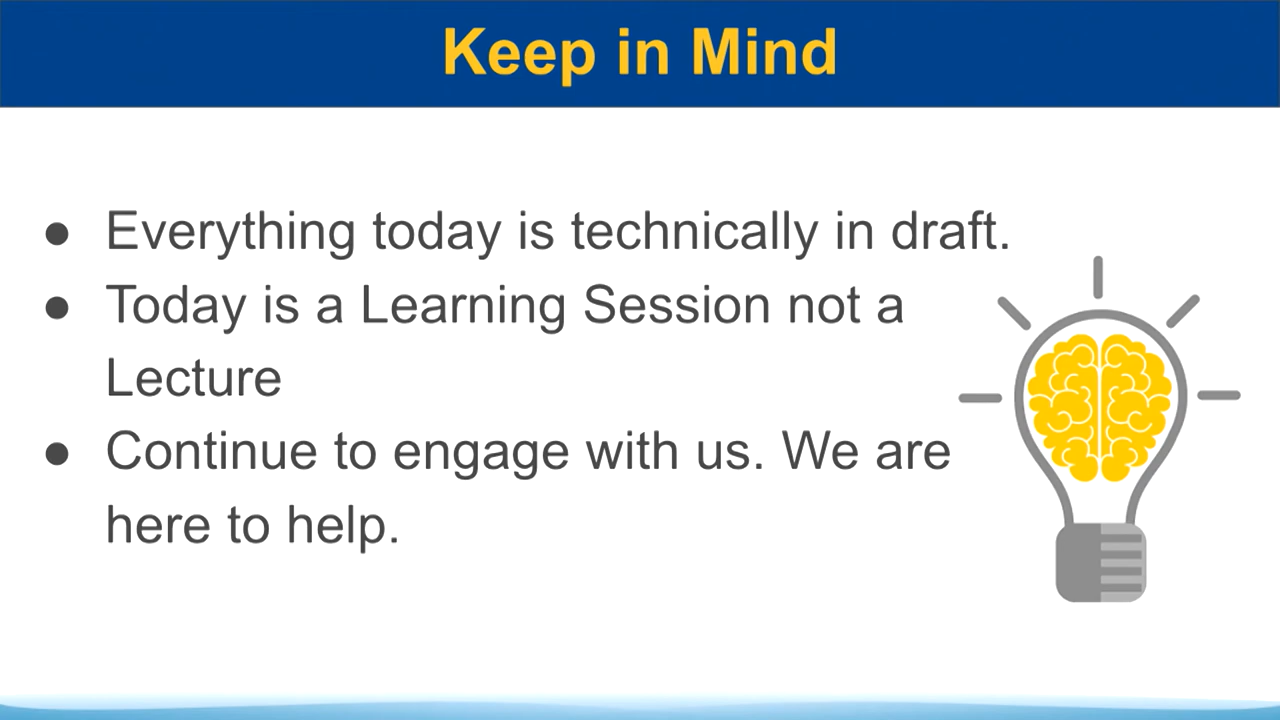 Keep in Mind
● Everything today is technically in draft.
● Today is a Learning Session not a
Lecture
● Continue to engage with us. We are
here to help.